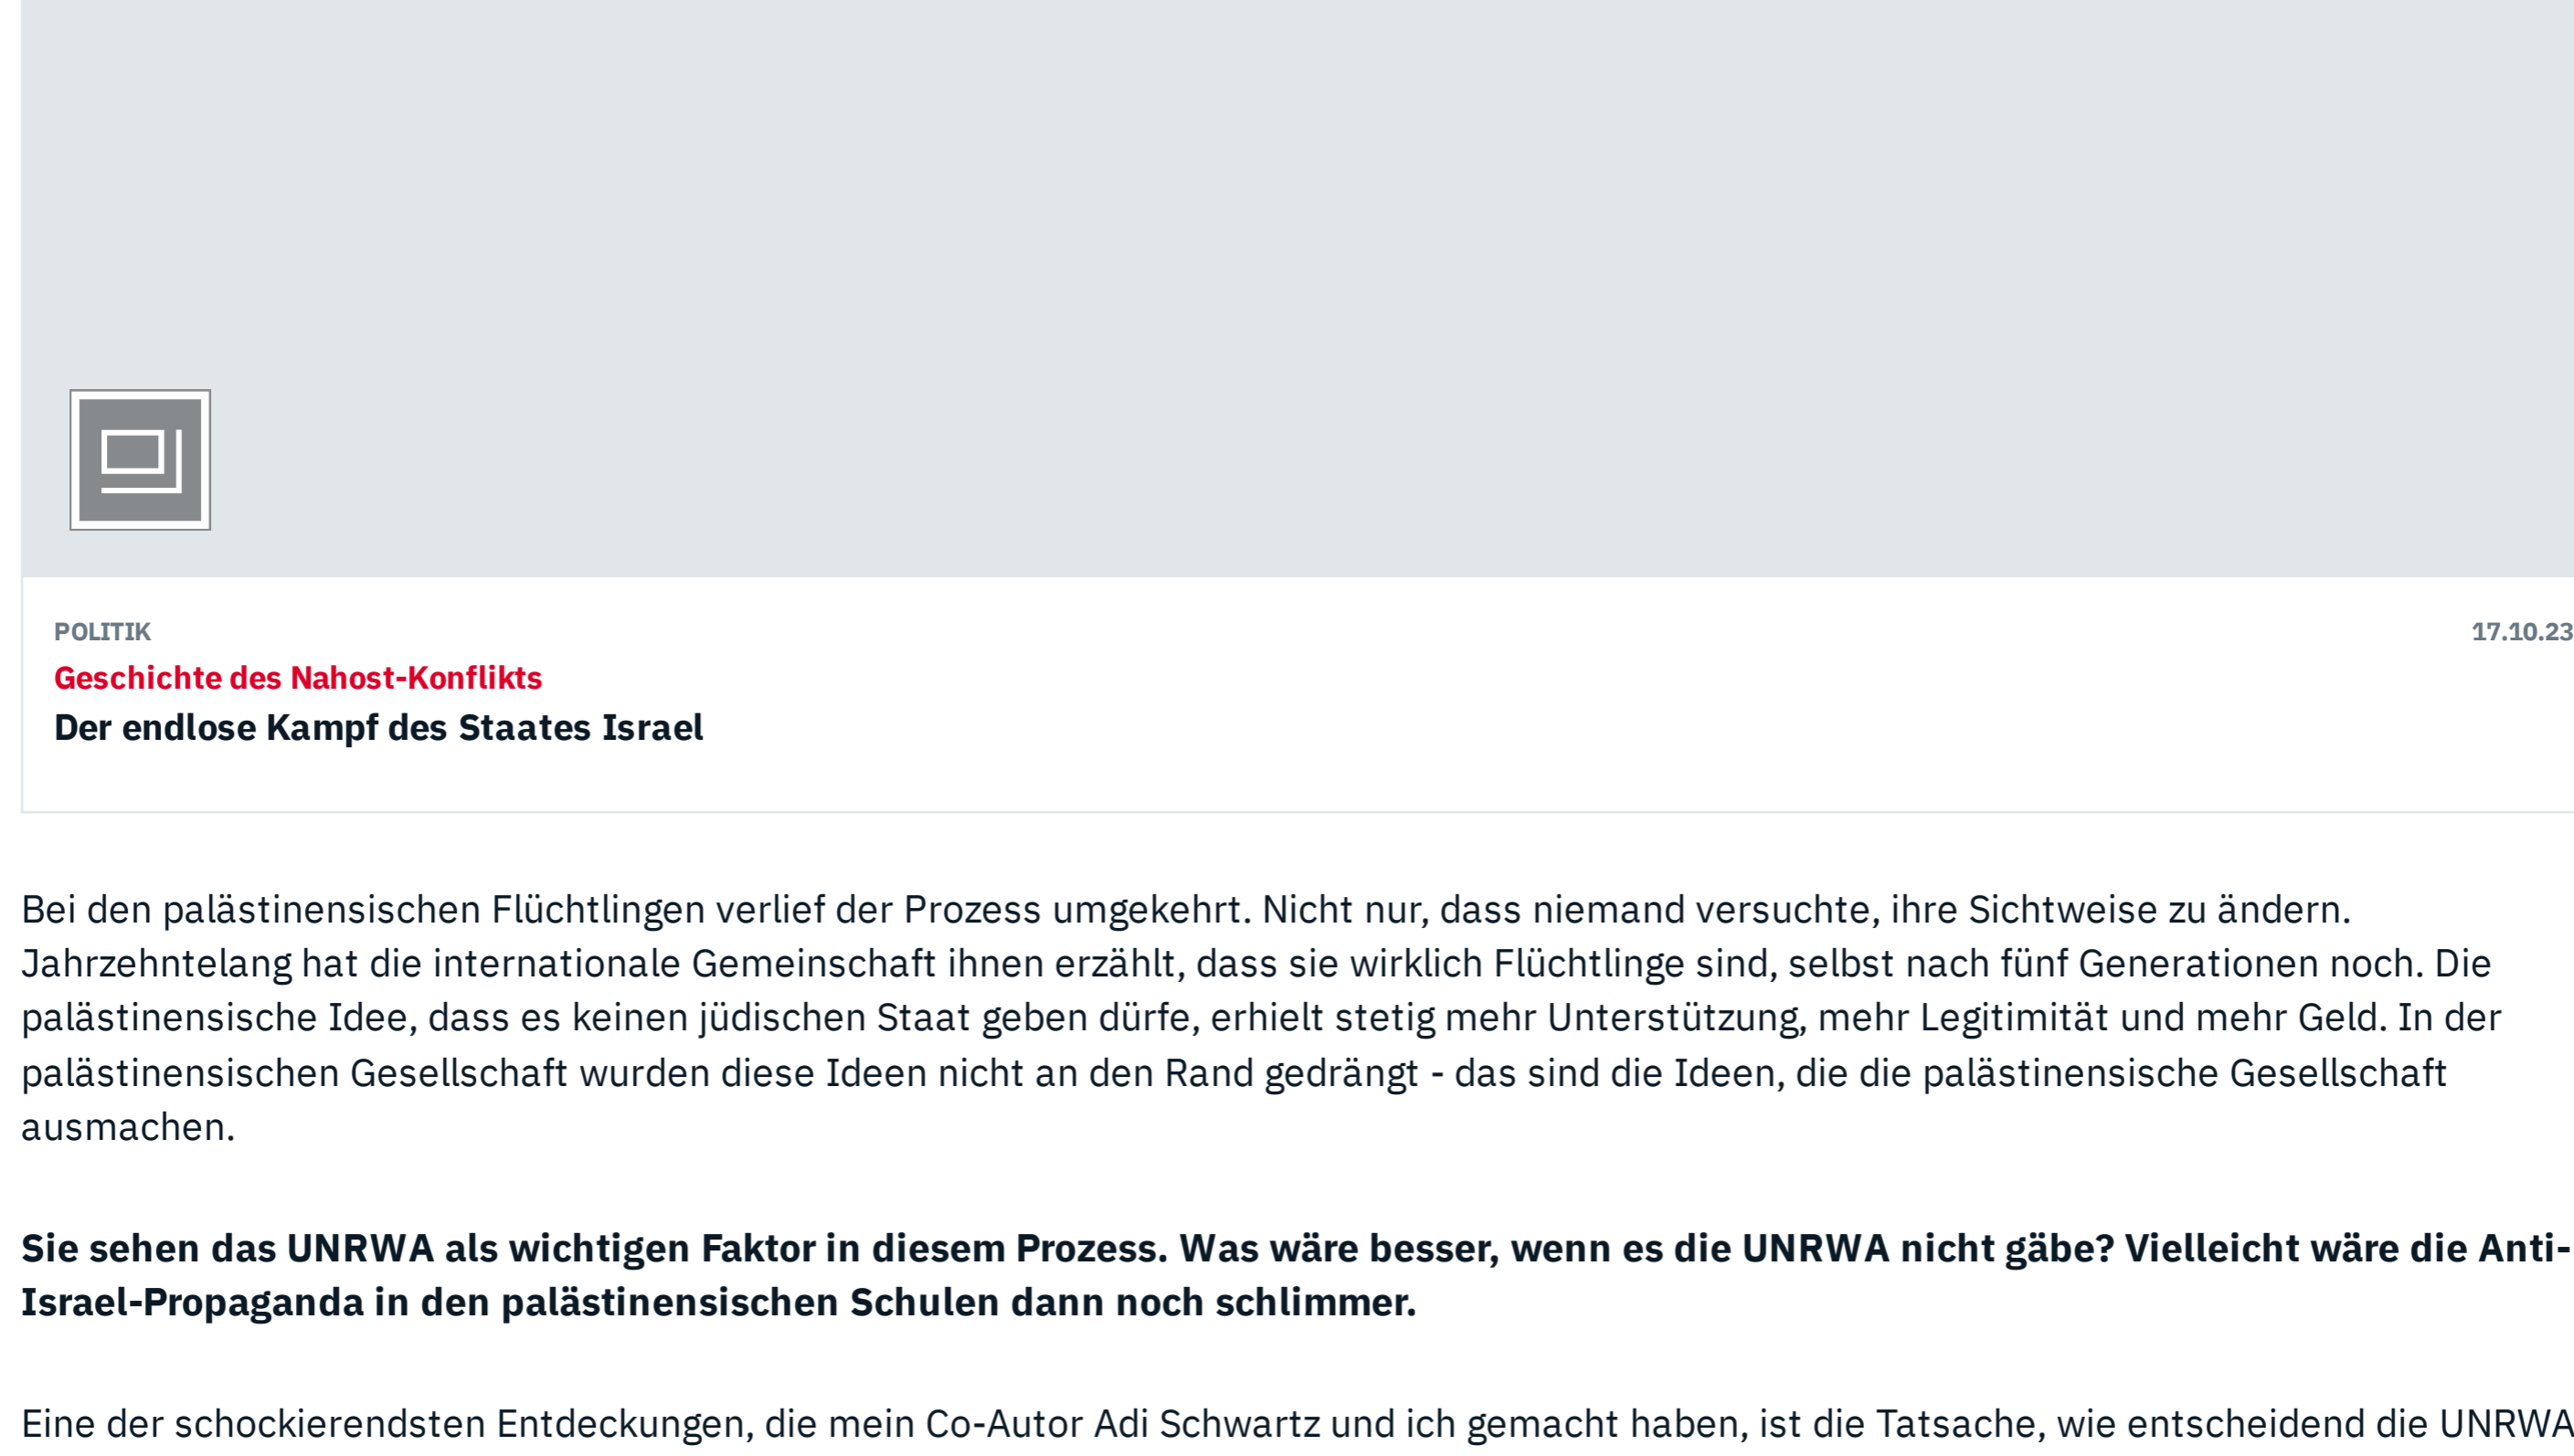 POLITIK
17.10.23
Geschichte des Nahost-Konflikts
Der endlose Kampf des Staates Israel
Bei den palästinensischen Flüchtlingen verlief der Prozess umgekehrt. Nicht nur, dass niemand versuchte, ihre Sichtweise zu ändern.
Jahrzehntelang hat die internationale Gemeinschaft ihnen erzählt, dass sie wirklich Flüchtlinge sind, selbst nach fünf Generationen noch. Die
palästinensische Idee, dass es keinen jüdischen Staat geben dürfe, erhielt stetig mehr Unterstützung, mehr Legitimität und mehr Geld. In der
palästinensischen Gesellschaft wurden diese Ideen nicht an den Rand gedrängt - das sind die Ideen, die die palästinensische Gesellschaft
ausmachen.
Sie sehen das UNRWA als wichtigen Faktor in diesem Prozess. Was wäre besser, wenn es die UNRWA nicht gäbe? Vielleicht wäre die Anti-
Israel-Propaganda in den palästinensischen Schulen dann noch schlimmer.
Eine der schockierendsten Entdeckungen, die mein Co-Autor Adi Schwartz und ich gemacht haben, ist die Tatsache, wie entscheidend die UNRWA